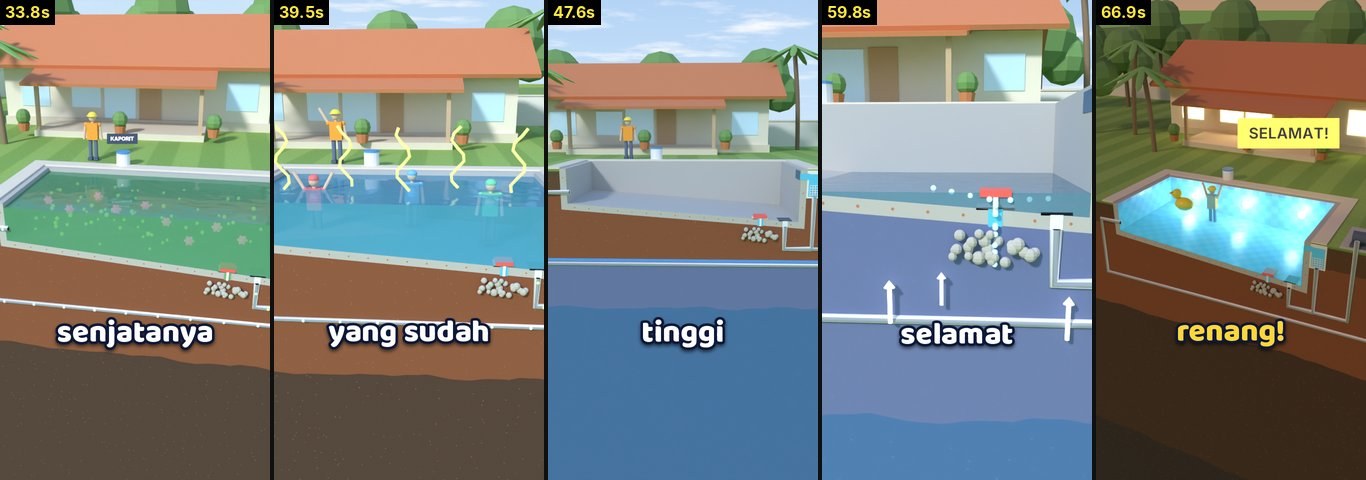 33.8s
KAPORIT
senjatanya
39.5s
yang sudah
47.6s
tinggi
59.8s
selamat
66.9s
SELAMAT!
renang!